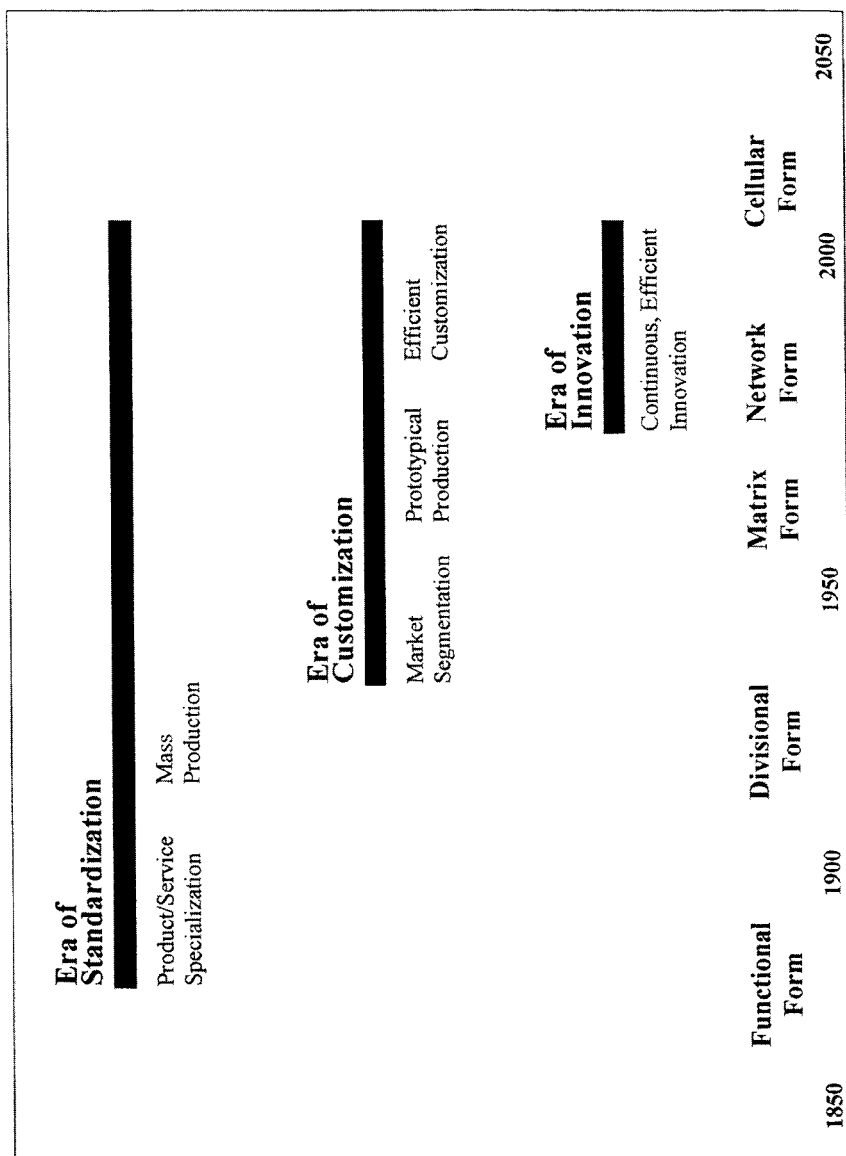 Era of
Standardization
Product/Service
Specialization
Mass
Production
Era of
Customization
Market
Segmentation
Prototypical
Production
Efficient
Customization
Era of
Innovation
Continuous, Efficient
Innovation
Functional
Form
Divisional
Form
Matrix
Form
Network
Form
Cellular
Form
1850
1900
1950
2000
2050